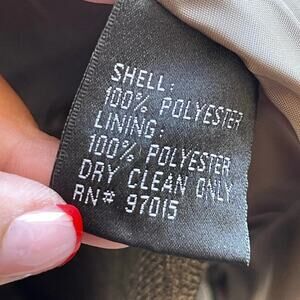 SHELL:
100% POLYESTER
LINING:
100% POLYESTER
DRY CLEAN ONLY
RN# 97015